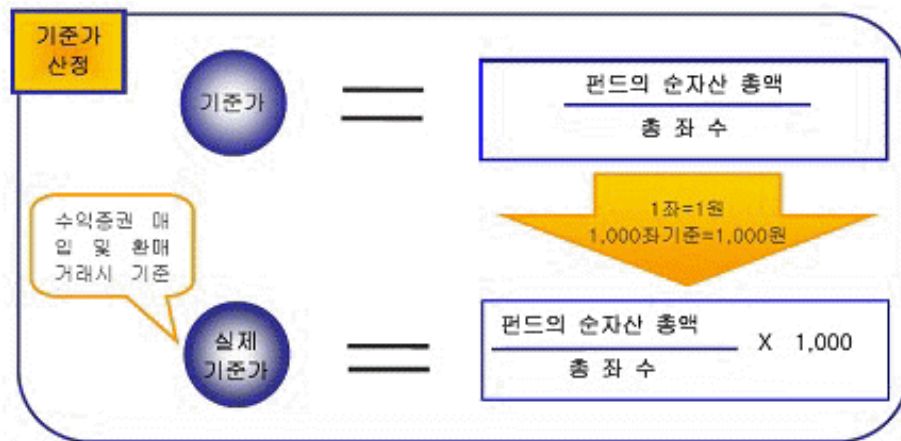 기준가
산정
기준가
펀드의 순자산 총액
총 좌 수
1좌=1원
1,000좌기준=1,000원
수익증권 매
입 및 환매
거래시 기준
실제
기준가
펀드의 순자산 총액
총 좌 수
X 1,000